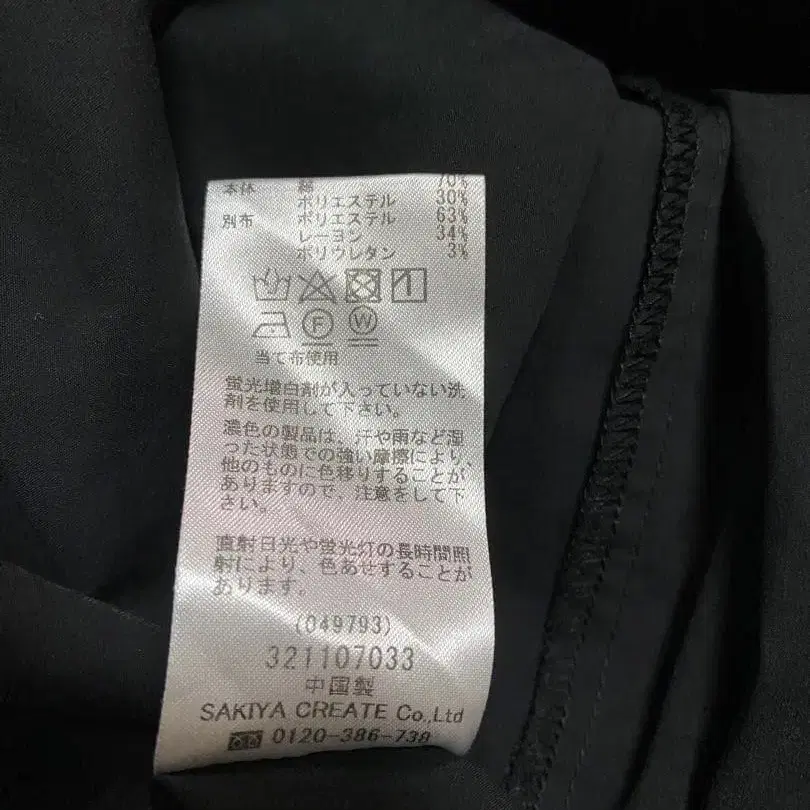 本体 綿 70%
ポリエステル 30%
別布 ポリエステル 63%
レーヨン 34%
ポリウレタン 3%
F W
当て布使用
蛍光増白剤が入っていない洗
剤を使用して下さい。
濃色の製品は、汗や雨など湿
った状態での強い摩擦により、
他のものに色移りすることが
ありますので、注意をして下
さい。
直射日光や蛍光灯の長時間照
射により、色あせすることが
あります。
(049793)
321107033
中国製
SAKIYA CREATE Co.,Ltd
0120-386-738